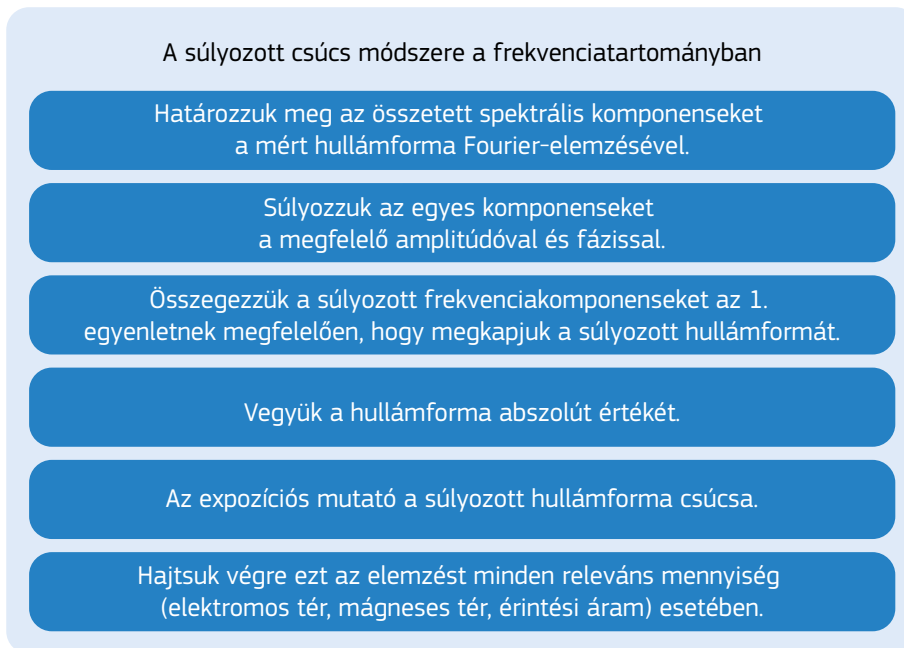 A súlyozott csúcs módszere a frekvenciatartományban
Határozzuk meg az összetett spektrális komponenseket
a mért hullámforma Fourier-elemzésével.
Súlyozzuk az egyes komponenseket
a megfelelő amplitúdóval és fázissal.
Összegezzük a súlyozott frekvenciakomponenseket az 1.
egyenletnek megfelelően, hogy megkapjuk a súlyozott hullámformát.
Vegyük a hullámforma abszolút értékét.
Az expozíciós mutató a súlyozott hullámforma csúcsa.
Hajtsuk végre ezt az elemzést minden releváns mennyiség
(elektromos tér, mágneses tér, érintési áram) esetében.